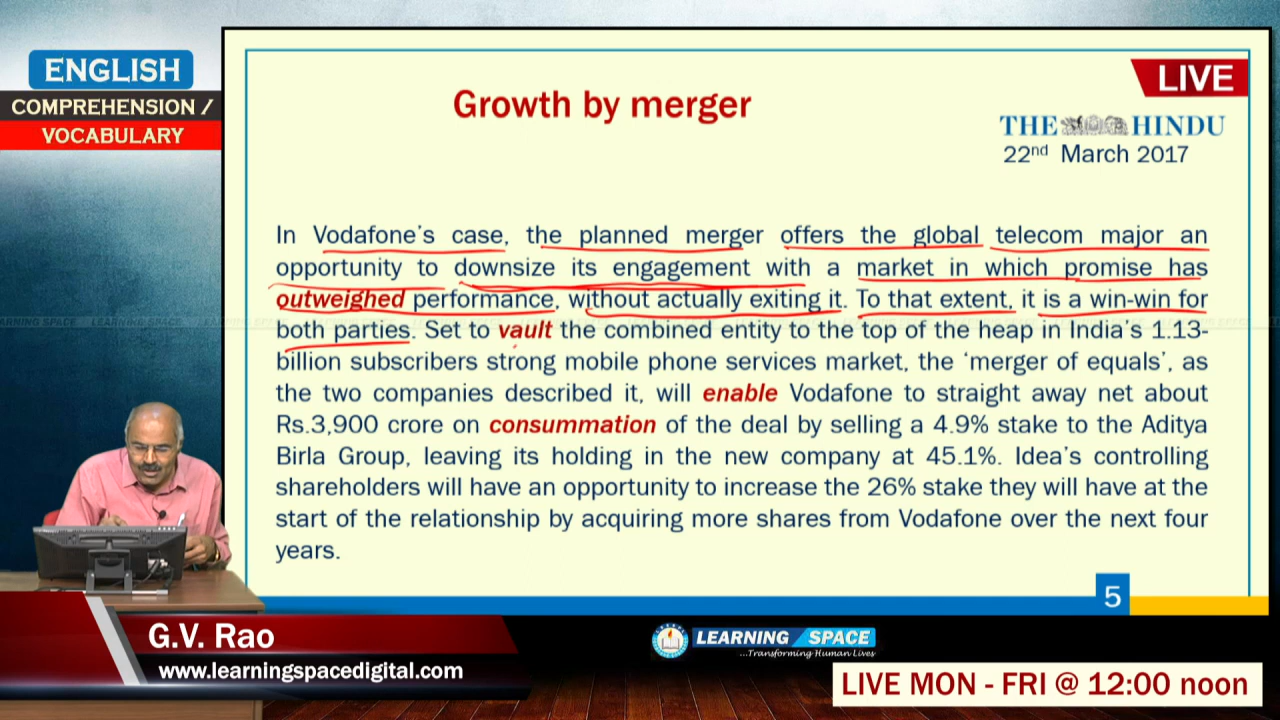 ENGLISH
COMPREHENSION /
VOCABULARY
Growth by merger
LIVE
THE HINDU
22nd March 2017
In Vodafone's case, the planned merger offers the global telecom major an
opportunity to downsize its engagement with a market in which promise has
outweighed performance, without actually exiting it. To that extent, it is a win-win for
both parties. Set to vault the combined entity to the top of the heap in India's 1.13-
billion subscribers strong mobile phone services market, the 'merger of equals', as
the two companies described it, will enable Vodafone to straight away net about
Rs.3,900 crore on consummation of the deal by selling a 4.9% stake to the Aditya
Birla Group, leaving its holding in the new company at 45.1%. Idea's controlling
shareholders will have an opportunity to increase the 26% stake they will have at the
start of the relationship by acquiring more shares from Vodafone over the next four
years.
5
G.V. Rao
www.learningspacedigital.com
LEARNING SPACE
...Transforming Human Lives
LIVE MON - FRI @ 12:00 noon